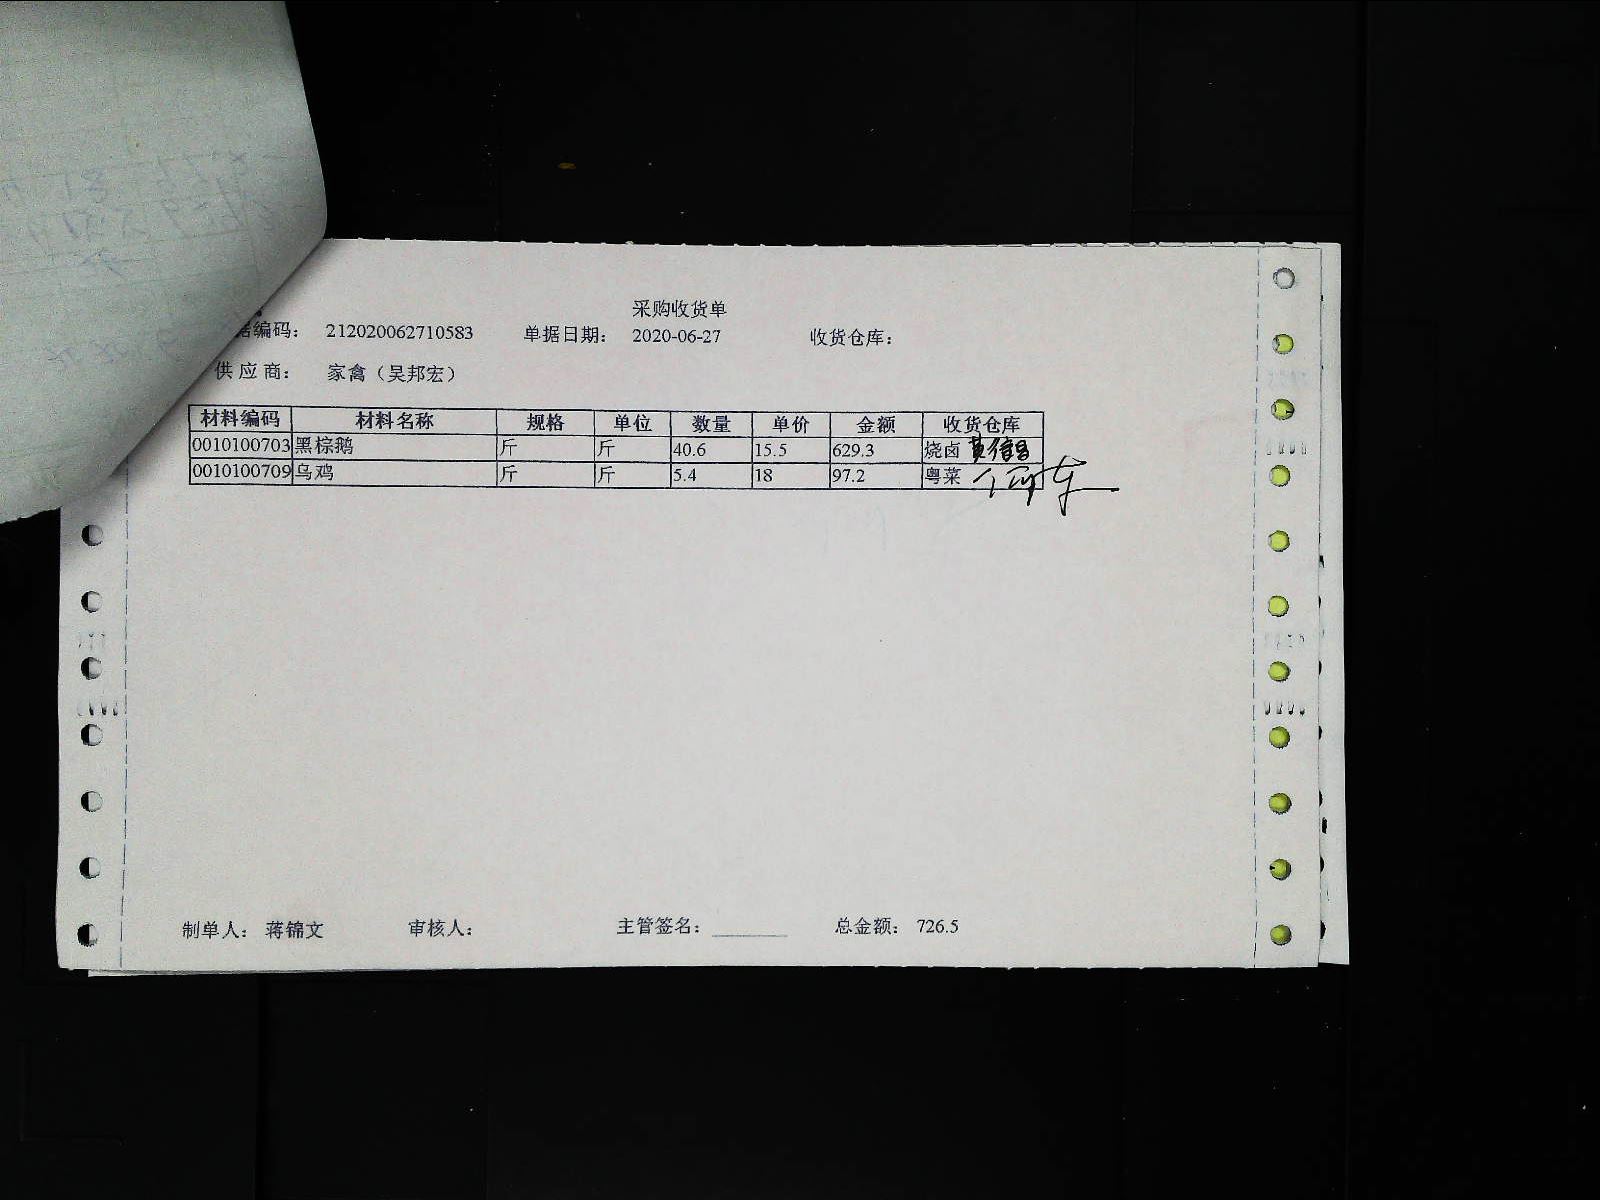 采购收货单
据编码： 212020062710583 单据日期： 2020-06-27 收货仓库：
供应商： 家禽（吴邦宏）
材料编码 材料名称 规格 单位 数量 单价 金额 收货仓库
0010100703 黑棕鹅 斤 斤 40.6 15.5 629.3 烧卤
0010100709 乌鸡 斤 斤 5.4 18 97.2 粤菜
制单人： 蒋锦文 审核人： 主管签名： 总金额： 726.5